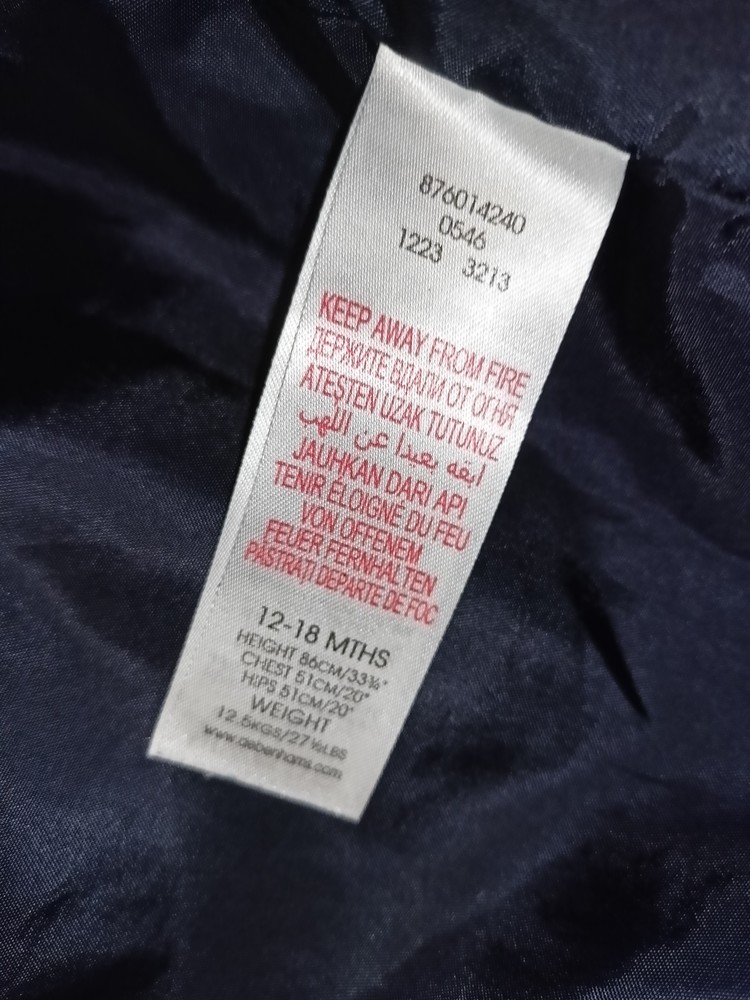 876014240
0546
1223 3213
KEEP AWAY FROM FIRE
ДЕРЖИТЕ ВДАЛИ ОТ ОГНЯ
ATEŞTEN UZAK TUTUNUZ
ابقه بعيدا عن اللهب
JAUHKAN DARI API
TENIR ÉLOIGNÉ DU FEU
VON OFFENEM
FEUER FERNHALTEN
PĂSTRAȚI DEPARTE DE FOC
12-18 MTHS
HEIGHT 86CM/33¾"
CHEST 51CM/20"
HIPS 51CM/20"
WEIGHT
12.5KGS/27½LBS
www.debenhams.com